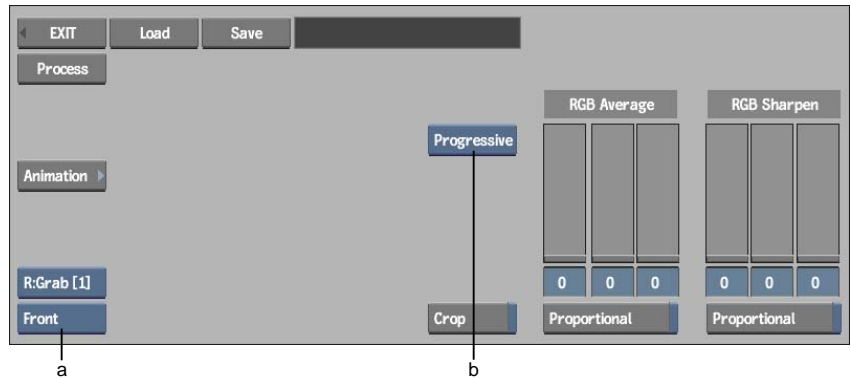 EXIT Load Save
Process
RGB Average RGB Sharpen
Progressive
Animation
R:Grab [1] 0 0 0 0 0 0
Front Crop Proportional Proportional
a b